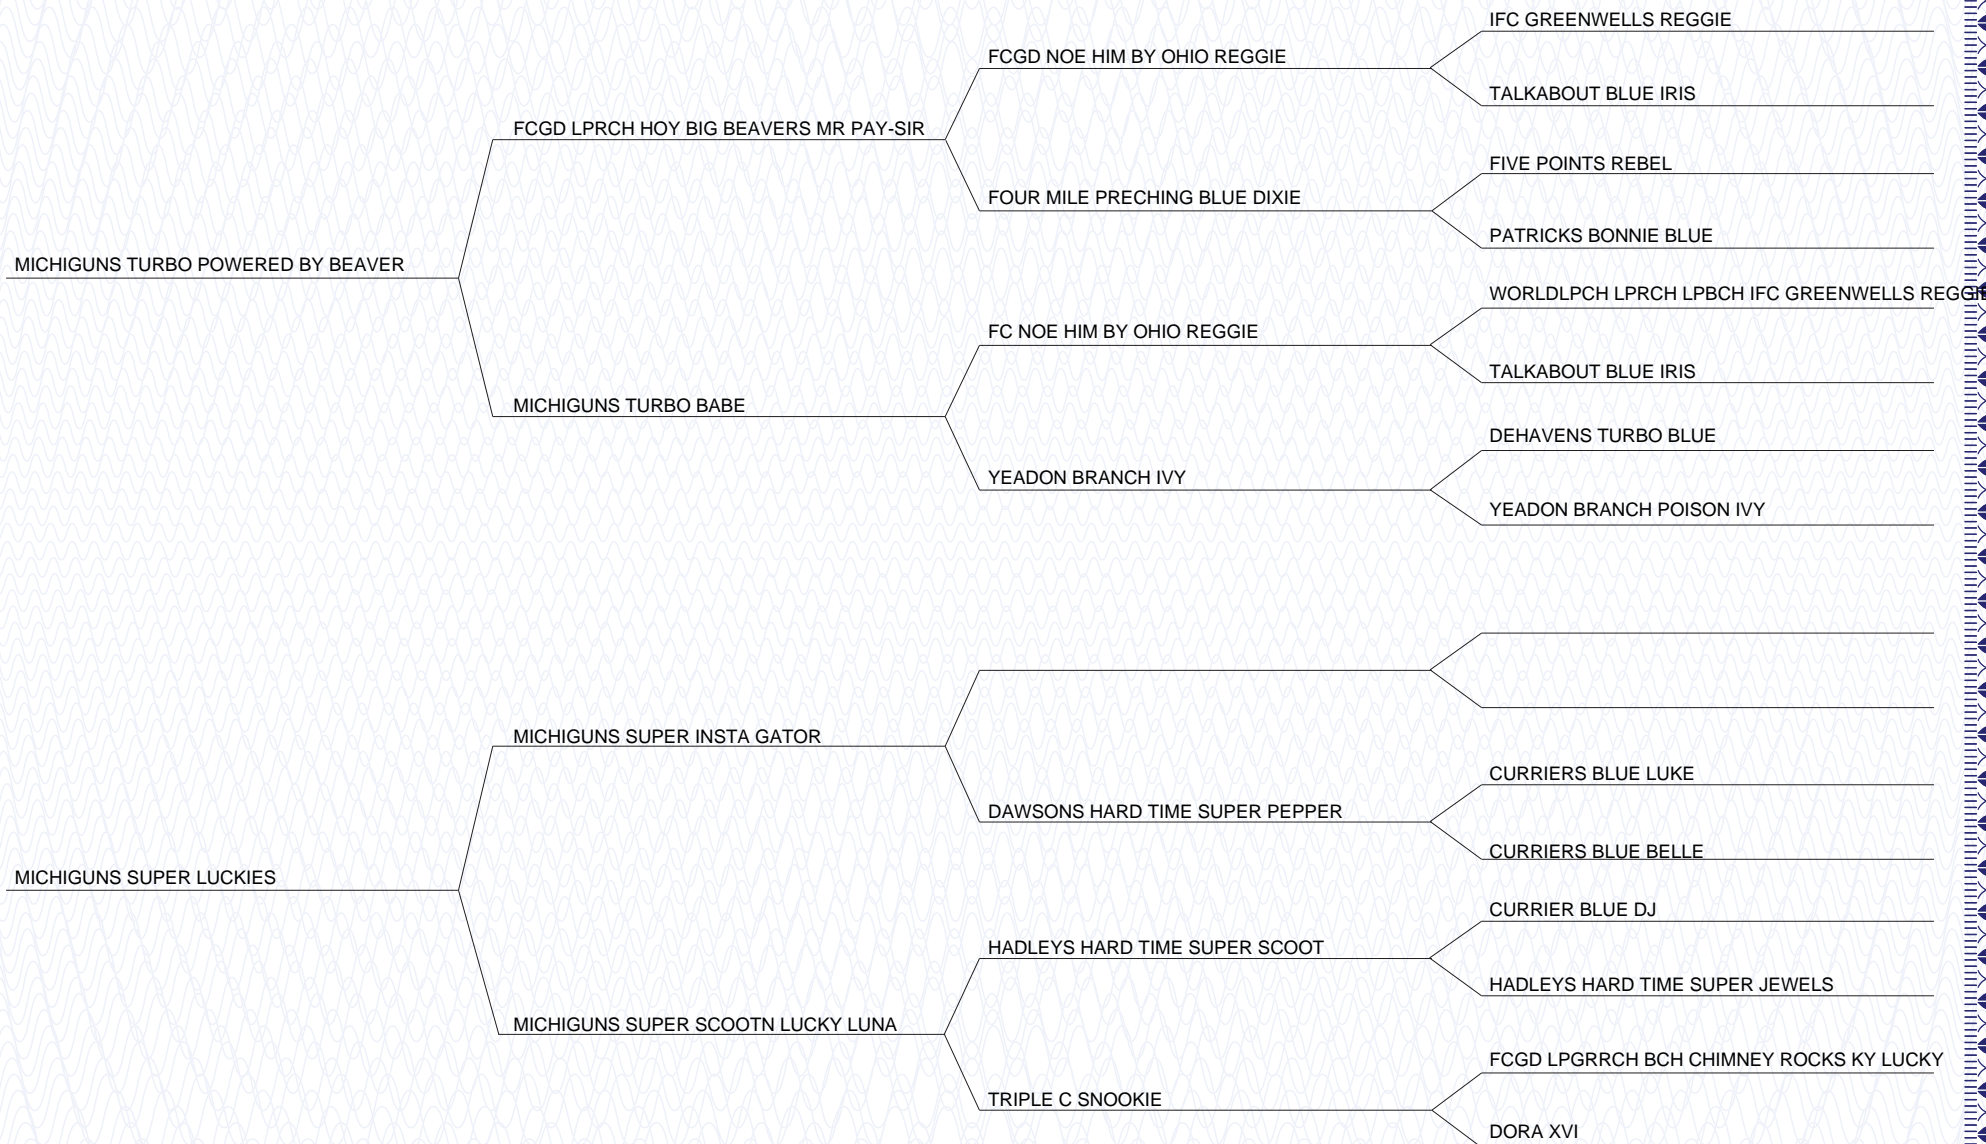 IFC GREENWELLS REGGIE
FCGD NOE HIM BY OHIO REGGIE
TALKABOUT BLUE IRIS
FCGD LPRCH HOY BIG BEAVERS MR PAY-SIR
FIVE POINTS REBEL
FOUR MILE PRECHING BLUE DIXIE
PATRICKS BONNIE BLUE
MICHIGUNS TURBO POWERED BY BEAVER
WORLDLPCH LPRCH LPBCH IFC GREENWELLS REGGIE
FC NOE HIM BY OHIO REGGIE
TALKABOUT BLUE IRIS
MICHIGUNS TURBO BABE
DEHAVENS TURBO BLUE
YEADON BRANCH IVY
YEADON BRANCH POISON IVY
MICHIGUNS SUPER INSTA GATOR
CURRIERS BLUE LUKE
DAWSONS HARD TIME SUPER PEPPER
CURRIERS BLUE BELLE
MICHIGUNS SUPER LUCKIES
CURRIER BLUE DJ
HADLEYS HARD TIME SUPER SCOOT
HADLEYS HARD TIME SUPER JEWELS
MICHIGUNS SUPER SCOOTN LUCKY LUNA
FCGD LPGRRCH BCH CHIMNEY ROCKS KY LUCKY
TRIPLE C SNOOKIE
DORA XVI